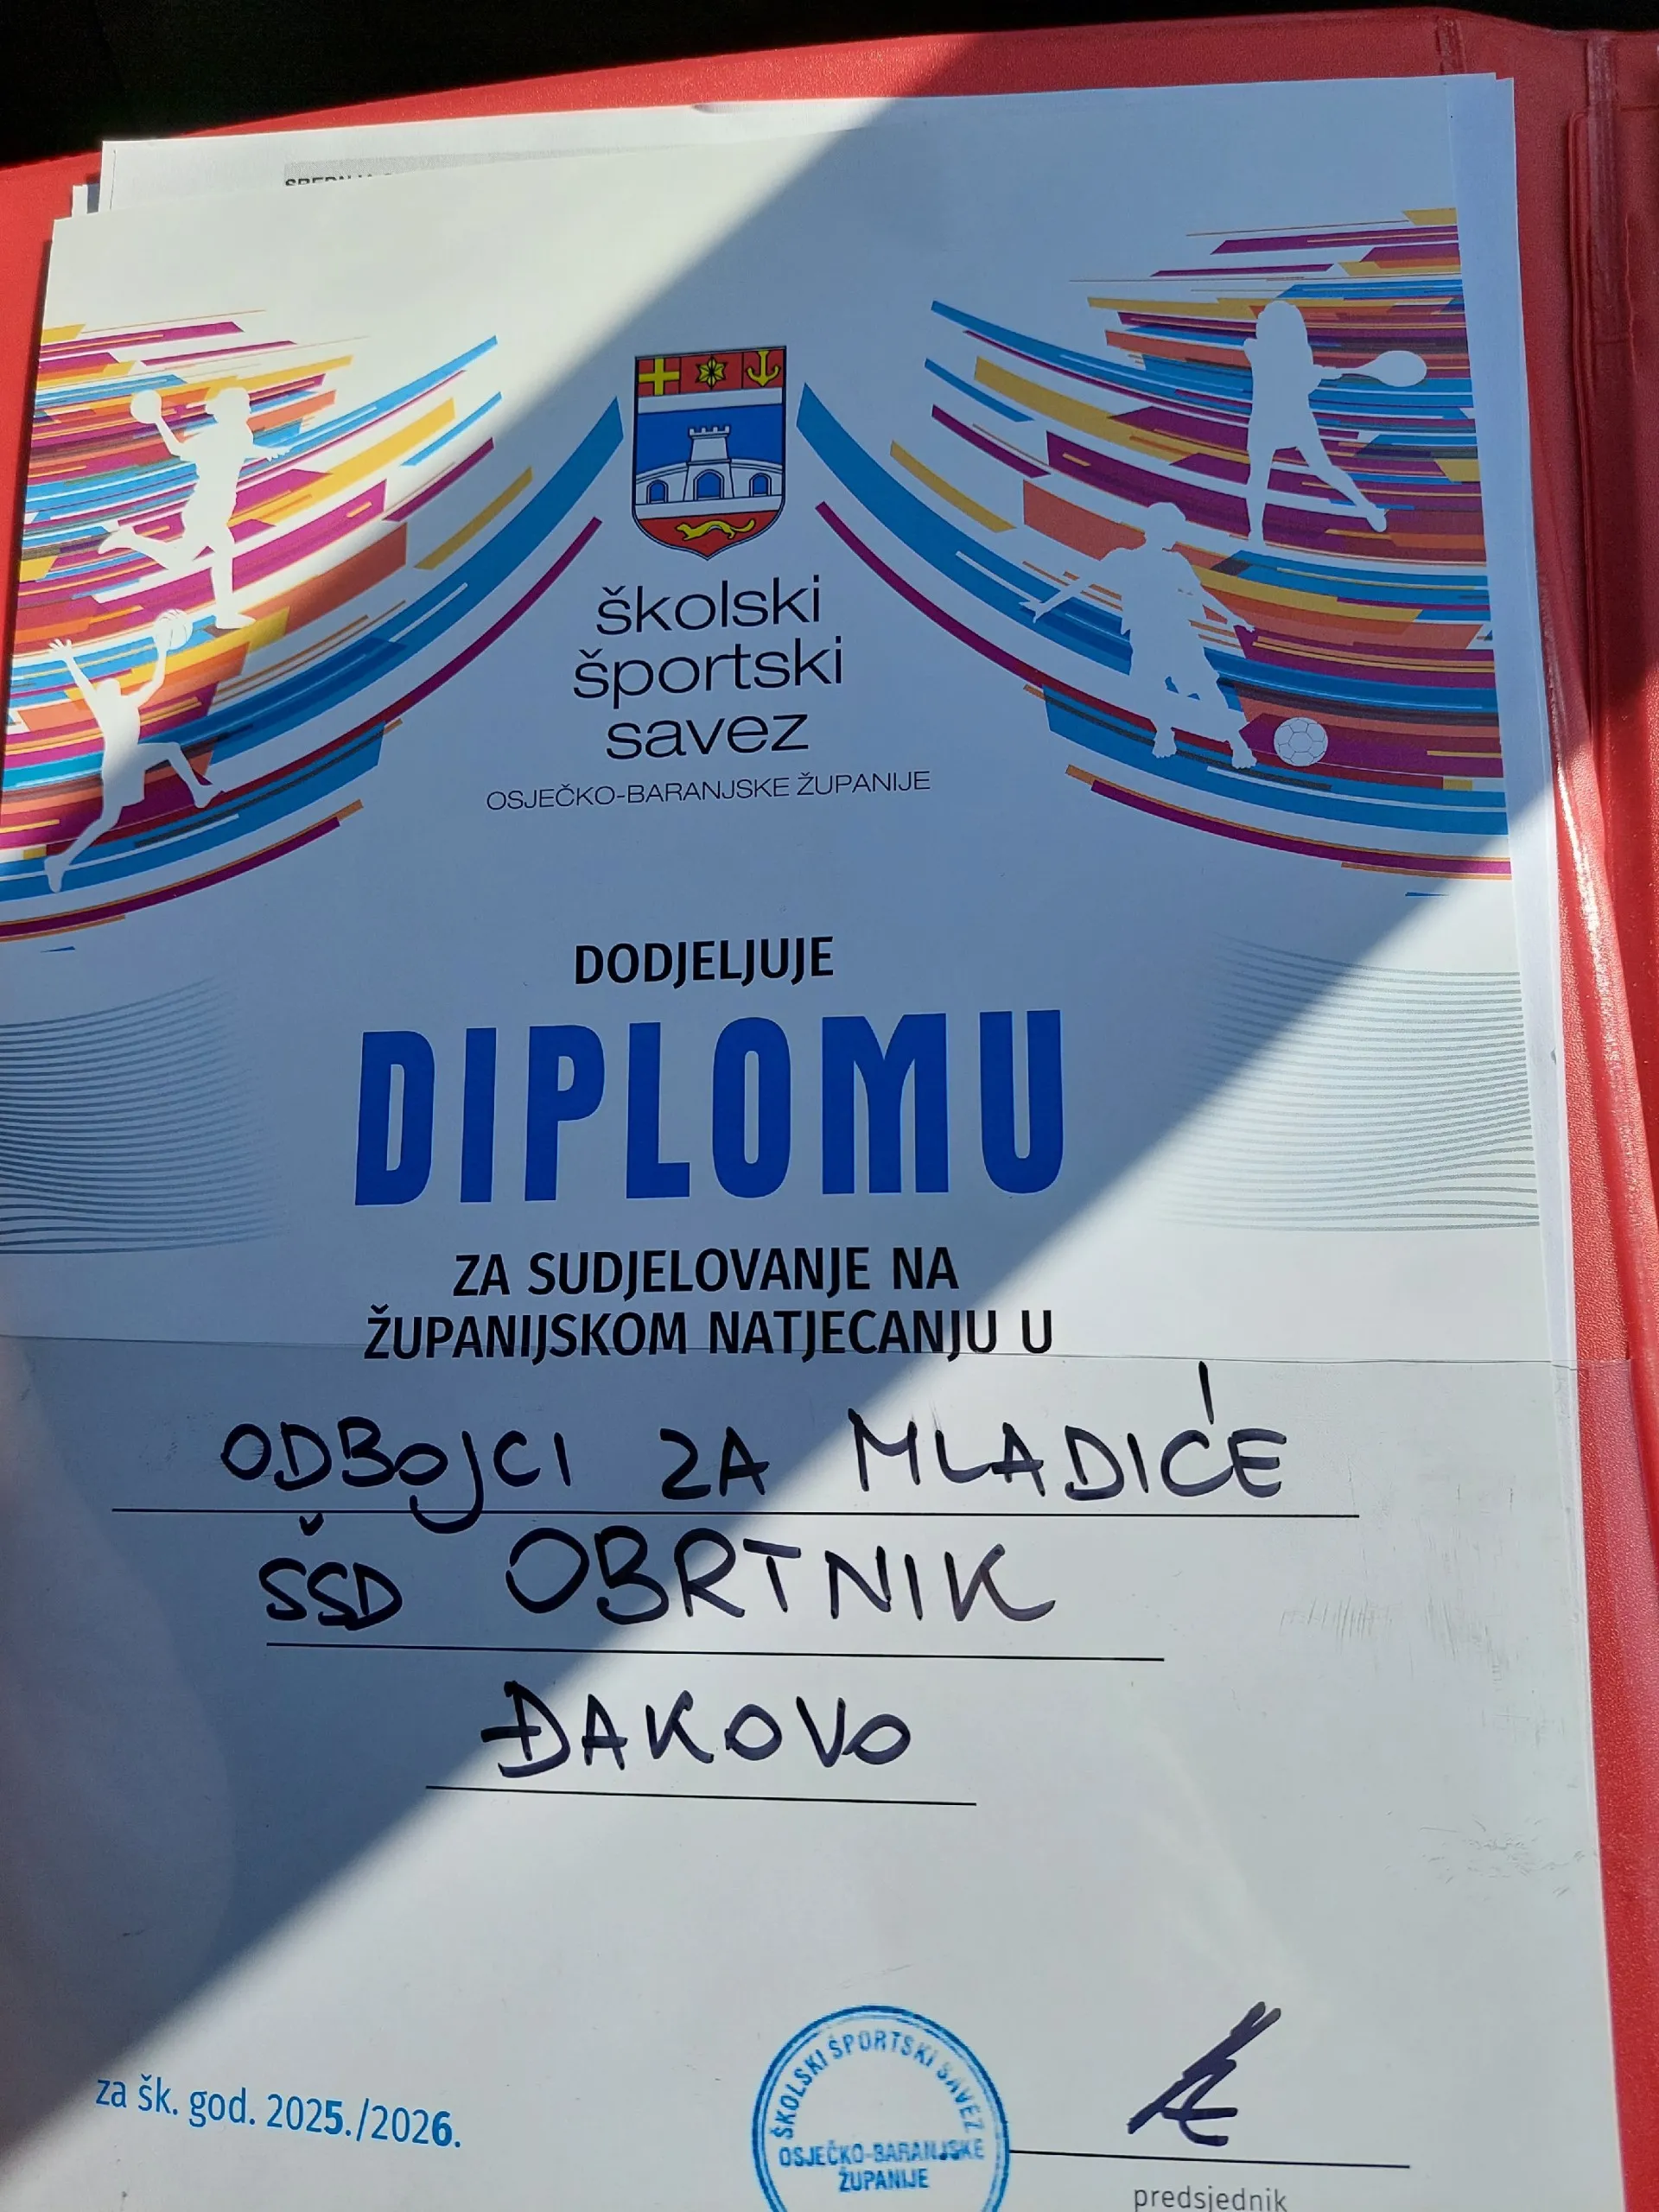 školski
športski
savez
OSJEČKO-BARANJSKE ŽUPANIJE
DODJELJUJE
DIPLOMU
ZA SUDJELOVANJE NA
ŽUPANIJSKOM NATJECANJU U
ODBOJCI ZA MLADIĆE
ŠSD OBRTNIK
ĐAKOVO
za šk. god. 2025./2026.
ŠKOLSKI ŠPORTSKI SAVEZ
OSJEČKO-BARANJSKE
ŽUPANIJE
predsjednik